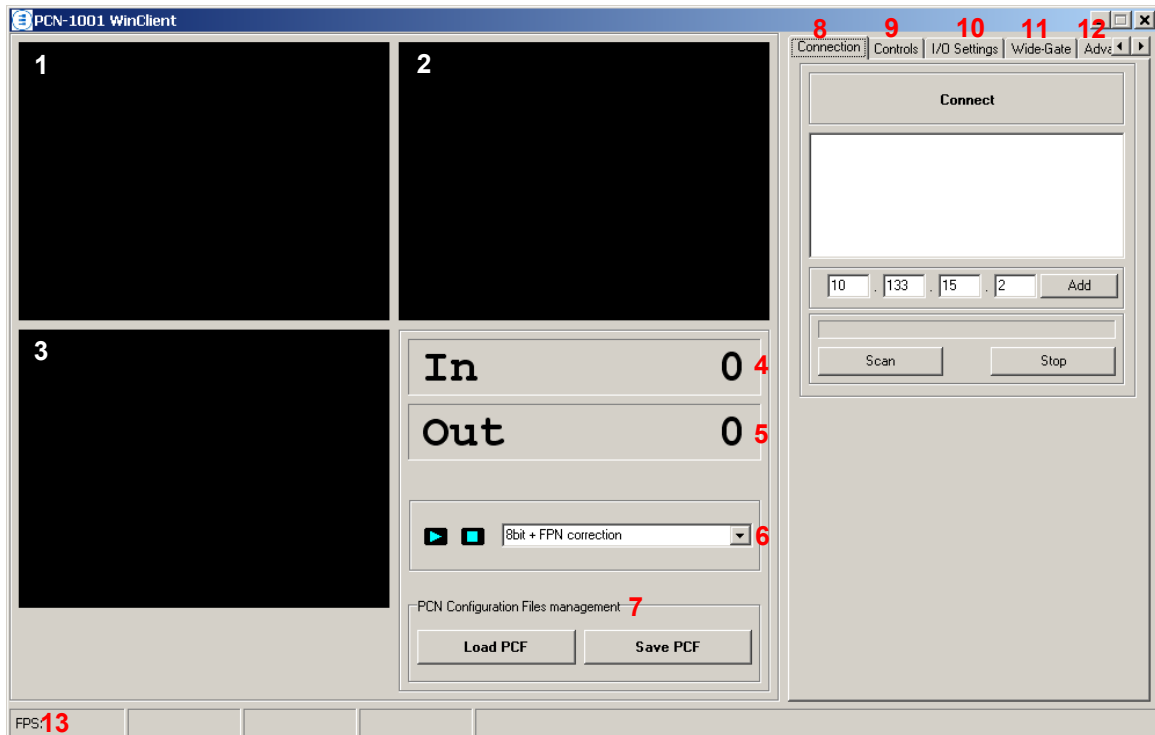 PCN-1001 WinClient
1
2
3
8 9 10 11 12
Connection Controls I/O Settings Wide-Gate Adva
Connect
10 . 133 . 15 . 2 Add
Scan Stop
In 0 4
Out 0 5
8bit + FPN correction 6
PCN Configuration Files management 7
Load PCF Save PCF
FPS: 13